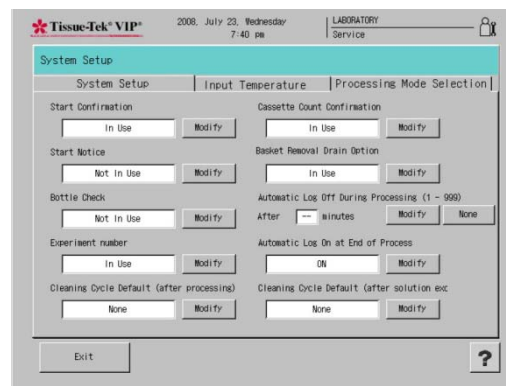 Tissue-Tek® VIP®
2008, July 23, Wednesday
7:40 pm
LABORATORY
Service
System Setup
System Setup
Input Temperature
Processing Mode Selection
Start Confirmation
Cassette Count Confirmation
In Use
Modify
In Use
Modify
Start Notice
Basket Removal Drain Option
Not In Use
Modify
In Use
Modify
Bottle Check
Automatic Log Off During Processing (1 - 999)
Not In Use
Modify
After -- minutes
Modify
None
Experiment number
Automatic Log On at End of Process
In Use
Modify
ON
Modify
Cleaning Cycle Default (after processing)
Cleaning Cycle Default (after solution exc
None
Modify
None
Modify
Exit
?